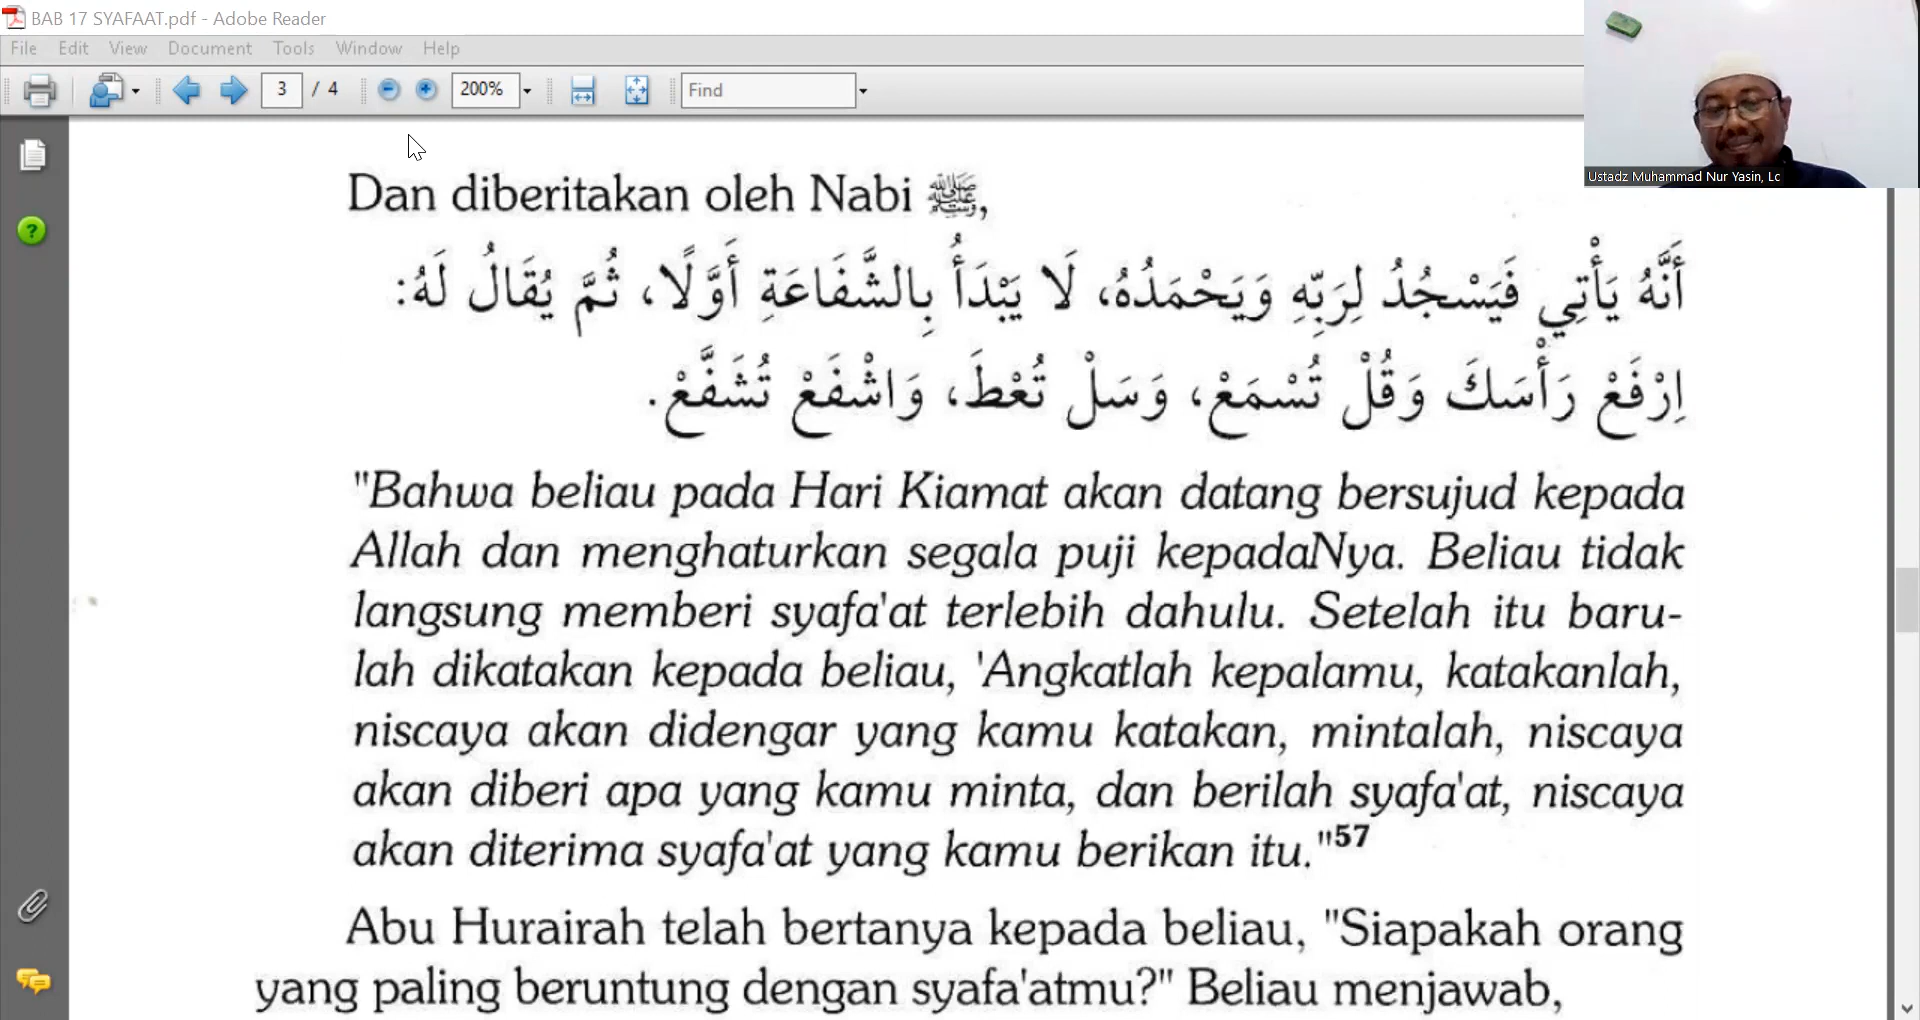 BAB 17 SYAFAAT.pdf - Adobe Reader
File Edit View Document Tools Window Help
3 / 4 200% Find
Ustadz Muhammad Nur Yasin, Lc
Dan diberitakan oleh Nabi ﷺ,
أَنَّهُ يَأْتِي فَيَسْجُدُ لِرَبِّهِ وَيَحْمَدُهُ، لَا يَبْدَأُ بِالشَّفَاعَةِ أَوَّلًا، ثُمَّ يُقَالُ لَهُ:
اِرْفَعْ رَأْسَكَ وَقُلْ تُسْمَعْ، وَسَلْ تُعْطَ، وَاشْفَعْ تُشَفَّعْ.
"Bahwa beliau pada Hari Kiamat akan datang bersujud kepada
Allah dan menghaturkan segala puji kepadaNya. Beliau tidak
langsung memberi syafa'at terlebih dahulu. Setelah itu baru-
lah dikatakan kepada beliau, 'Angkatlah kepalamu, katakanlah,
niscaya akan didengar yang kamu katakan, mintalah, niscaya
akan diberi apa yang kamu minta, dan berilah syafa'at, niscaya
akan diterima syafa'at yang kamu berikan itu."57
Abu Hurairah telah bertanya kepada beliau, "Siapakah orang
yang paling beruntung dengan syafa'atmu?" Beliau menjawab,